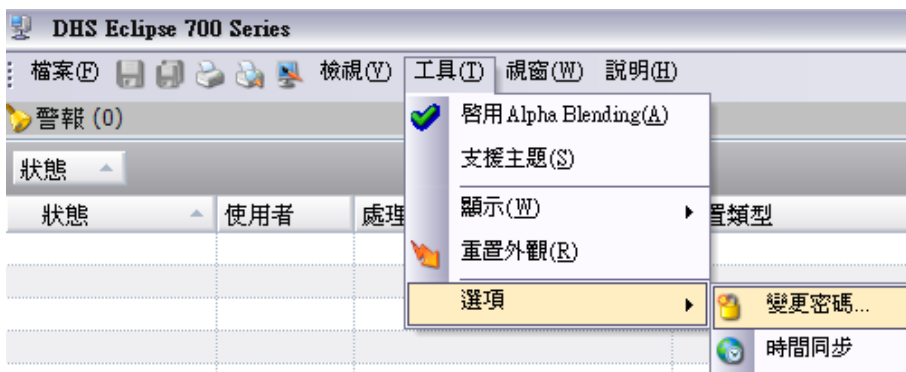 DHS Eclipse 700 Series
檔案(F) 檢視(V) 工具(T) 視窗(W) 說明(H)
警報 (0)
啓用 Alpha Blending(A)
支援主題(S)
狀態
狀態 使用者 處理 置類型
顯示(W)
重置外觀(R)
選項
變更密碼...
時間同步